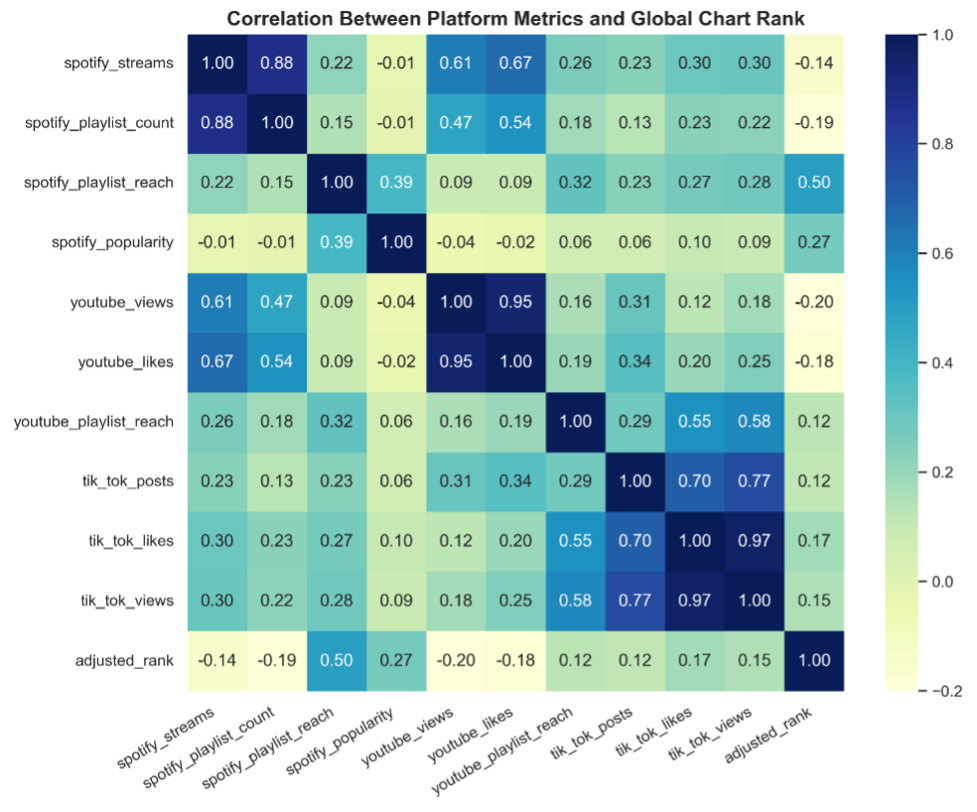 Correlation Between Platform Metrics and Global Chart Rank
spotify_streams 1.00 0.88 0.22 -0.01 0.61 0.67 0.26 0.23 0.30 0.30 -0.14
spotify_playlist_count 0.88 1.00 0.15 -0.01 0.47 0.54 0.18 0.13 0.23 0.22 -0.19
spotify_playlist_reach 0.22 0.15 1.00 0.39 0.09 0.09 0.32 0.23 0.27 0.28 0.50
spotify_popularity -0.01 -0.01 0.39 1.00 -0.04 -0.02 0.06 0.06 0.10 0.09 0.27
youtube_views 0.61 0.47 0.09 -0.04 1.00 0.95 0.16 0.31 0.12 0.18 -0.20
youtube_likes 0.67 0.54 0.09 -0.02 0.95 1.00 0.19 0.34 0.20 0.25 -0.18
youtube_playlist_reach 0.26 0.18 0.32 0.06 0.16 0.19 1.00 0.29 0.55 0.58 0.12
tik_tok_posts 0.23 0.13 0.23 0.06 0.31 0.34 0.29 1.00 0.70 0.77 0.12
tik_tok_likes 0.30 0.23 0.27 0.10 0.12 0.20 0.55 0.70 1.00 0.97 0.17
tik_tok_views 0.30 0.22 0.28 0.09 0.18 0.25 0.58 0.77 0.97 1.00 0.15
adjusted_rank -0.14 -0.19 0.50 0.27 -0.20 -0.18 0.12 0.12 0.17 0.15 1.00
spotify_streams
spotify_playlist_count
spotify_playlist_reach
spotify_popularity
youtube_views
youtube_likes
youtube_playlist_reach
tik_tok_posts
tik_tok_likes
tik_tok_views
adjusted_rank
1.0
0.8
0.6
0.4
0.2
0.0
−0.2